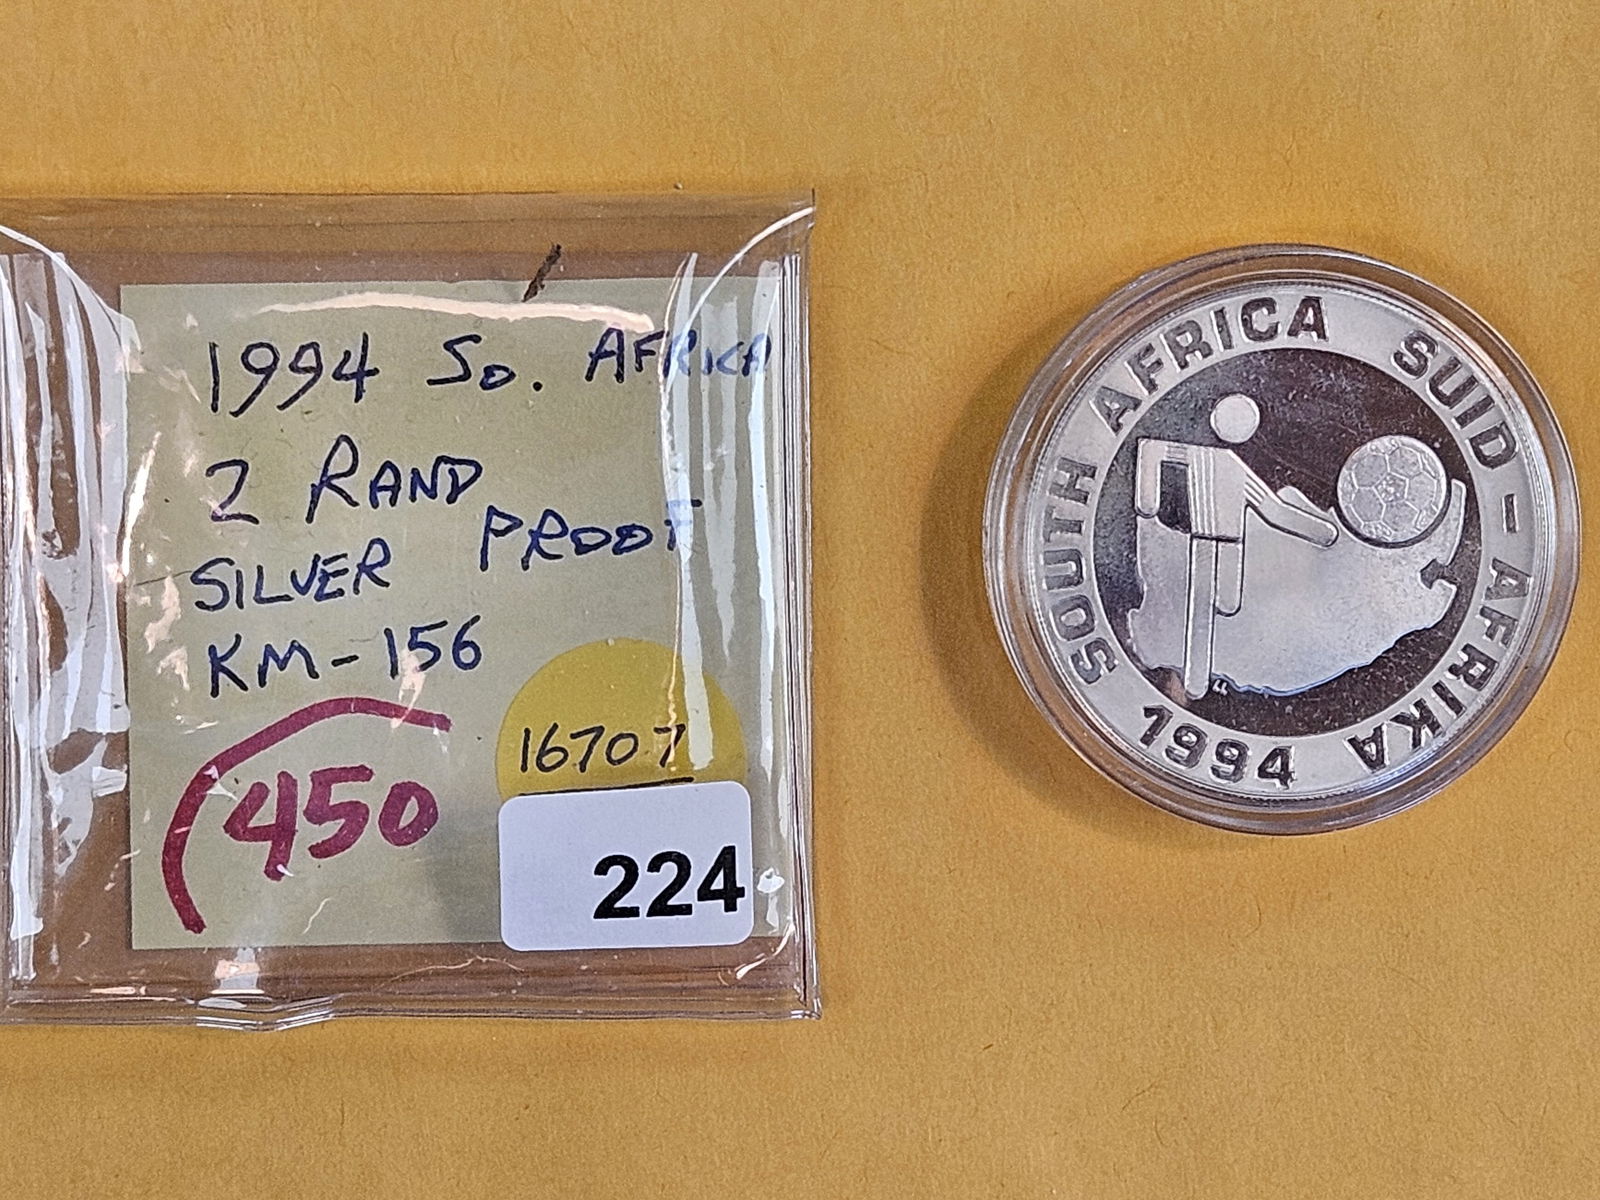 1994 So. AFRICA
2 RAND
SILVER PROOF
KM-156
450
16707
224
SOUTH AFRICA SUID-AFRIKA
1994